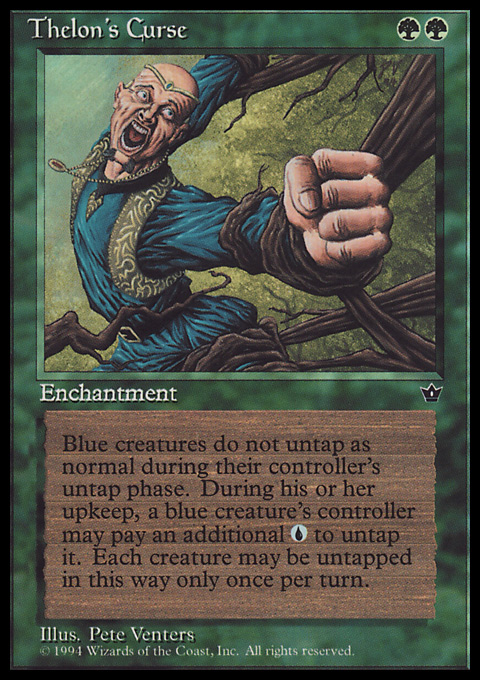 Thelon's Curse
Enchantment
Blue creatures do not untap as
normal during their controller's
untap phase. During his or her
upkeep, a blue creature's controller
may pay an additional to untap
it. Each creature may be untapped
in this way only once per turn.
Illus. Pete Venters
© 1994 Wizards of the Coast, Inc. All rights reserved.